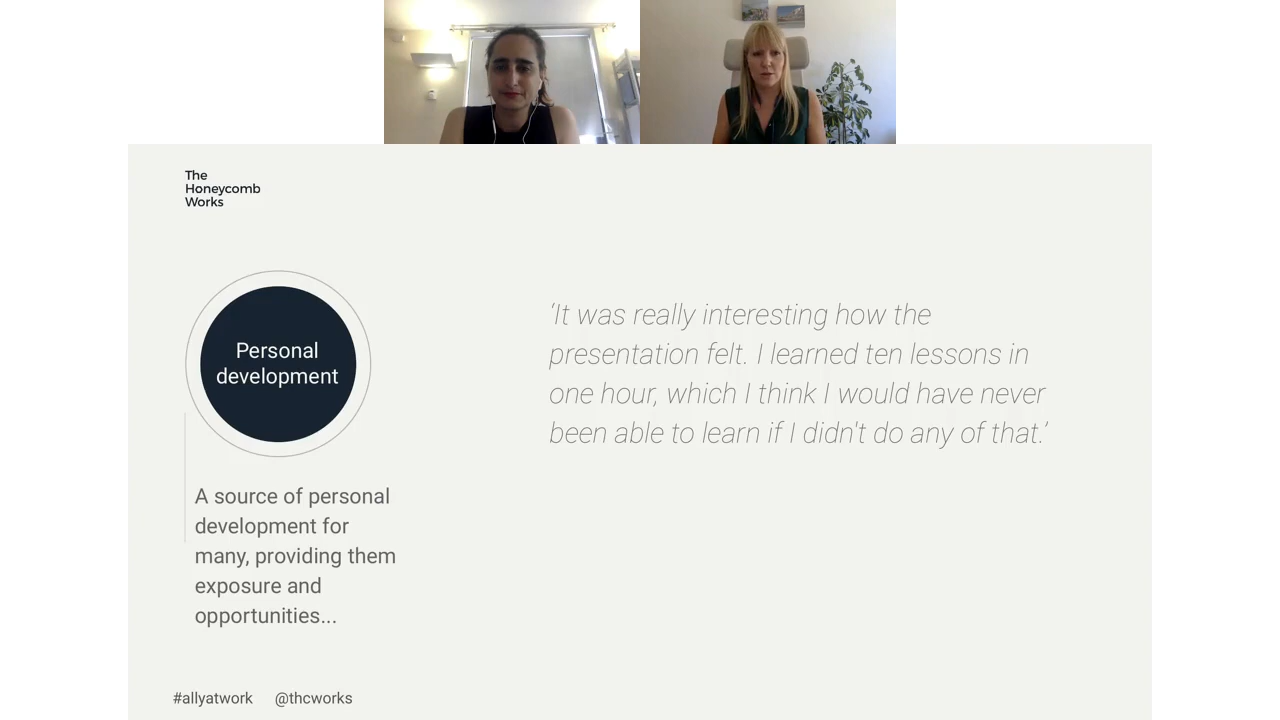 The
Honeycomb
Works
Personal
development
A source of personal
development for
many, providing them
exposure and
opportunities...
‘It was really interesting how the
presentation felt. I learned ten lessons in
one hour, which I think I would have never
been able to learn if I didn't do any of that.’
#allyatwork @thcworks